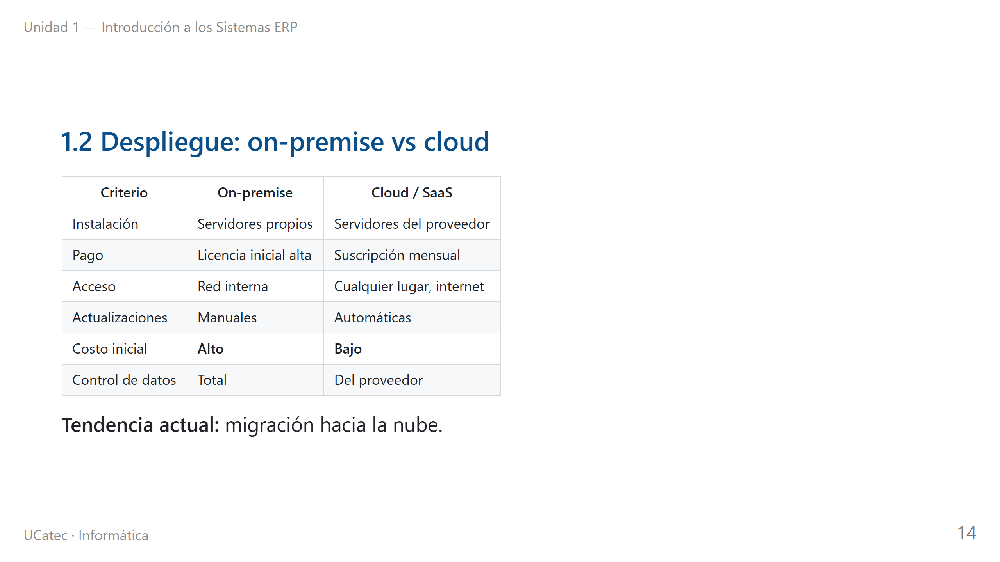 Unidad 1 — Introducción a los Sistemas ERP
1.2 Despliegue: on-premise vs cloud
Criterio On-premise Cloud / SaaS
Instalación Servidores propios Servidores del proveedor
Pago Licencia inicial alta Suscripción mensual
Acceso Red interna Cualquier lugar, internet
Actualizaciones Manuales Automáticas
Costo inicial Alto Bajo
Control de datos Total Del proveedor
Tendencia actual: migración hacia la nube.
UCatec · Informática
14